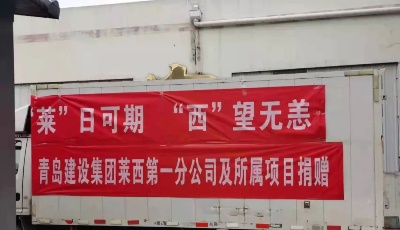 “莱”日可期 “西”望无恙
青岛建设集团莱西第一分公司及所属项目捐赠